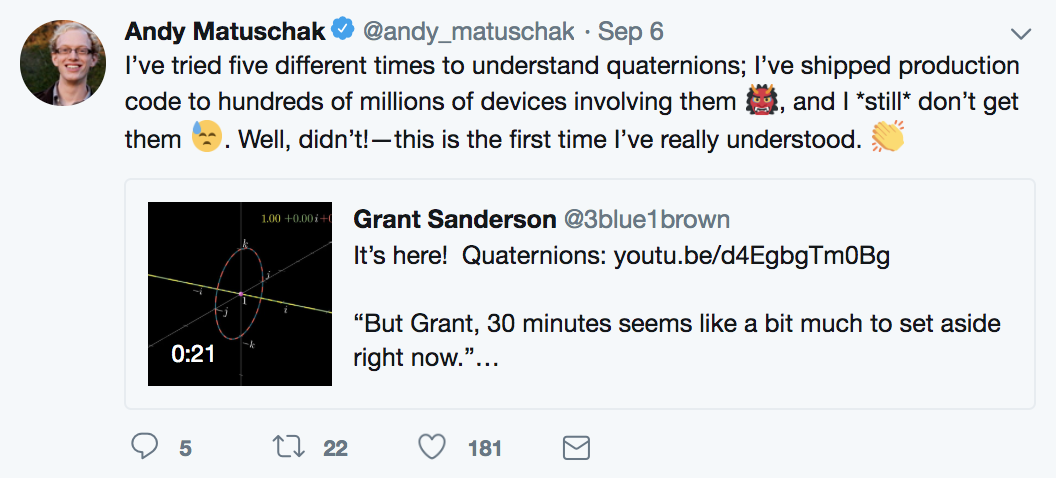 Andy Matuschak @andy_matuschak · Sep 6
I’ve tried five different times to understand quaternions; I’ve shipped production
code to hundreds of millions of devices involving them 👹, and I *still* don’t get
them 😓. Well, didn’t!—this is the first time I’ve really understood. 👏
Grant Sanderson @3blue1brown
It’s here!  Quaternions: youtu.be/d4EgbgTm0Bg
“But Grant, 30 minutes seems like a bit much to set aside
right now.”…
1.00 +0.00i
k
j
-i
1
i
-j
-k
0:21
5 22 181